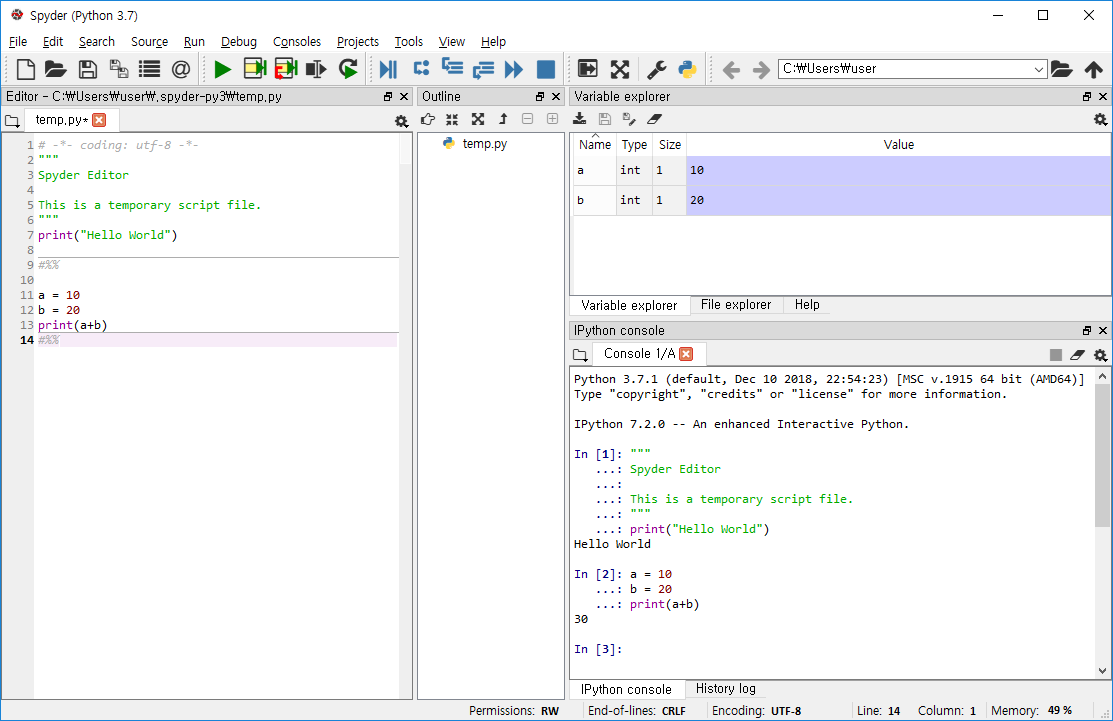 Spyder (Python 3.7)
File Edit Search Source Run Debug Consoles Projects Tools View Help
C:₩Users₩user
Editor - C:₩Users₩user₩.spyder-py3₩temp.py
temp.py*
1 # -*- coding: utf-8 -*-
2 """
3 Spyder Editor
4
5 This is a temporary script file.
6 """
7 print("Hello World")
8
9 #%%
10
11 a = 10
12 b = 20
13 print(a+b)
14 #%%
Outline
temp.py
Variable explorer
Name Type Size Value
a int 1 10
b int 1 20
Variable explorer File explorer Help
IPython console
Console 1/A
Python 3.7.1 (default, Dec 10 2018, 22:54:23) [MSC v.1915 64 bit (AMD64)]
Type "copyright", "credits" or "license" for more information.
IPython 7.2.0 -- An enhanced Interactive Python.
In [1]: """
...: Spyder Editor
...:
...: This is a temporary script file.
...: """
...: print("Hello World")
Hello World
In [2]: a = 10
...: b = 20
...: print(a+b)
30
In [3]:
IPython console History log
Permissions: RW End-of-lines: CRLF Encoding: UTF-8 Line: 14 Column: 1 Memory: 49 %